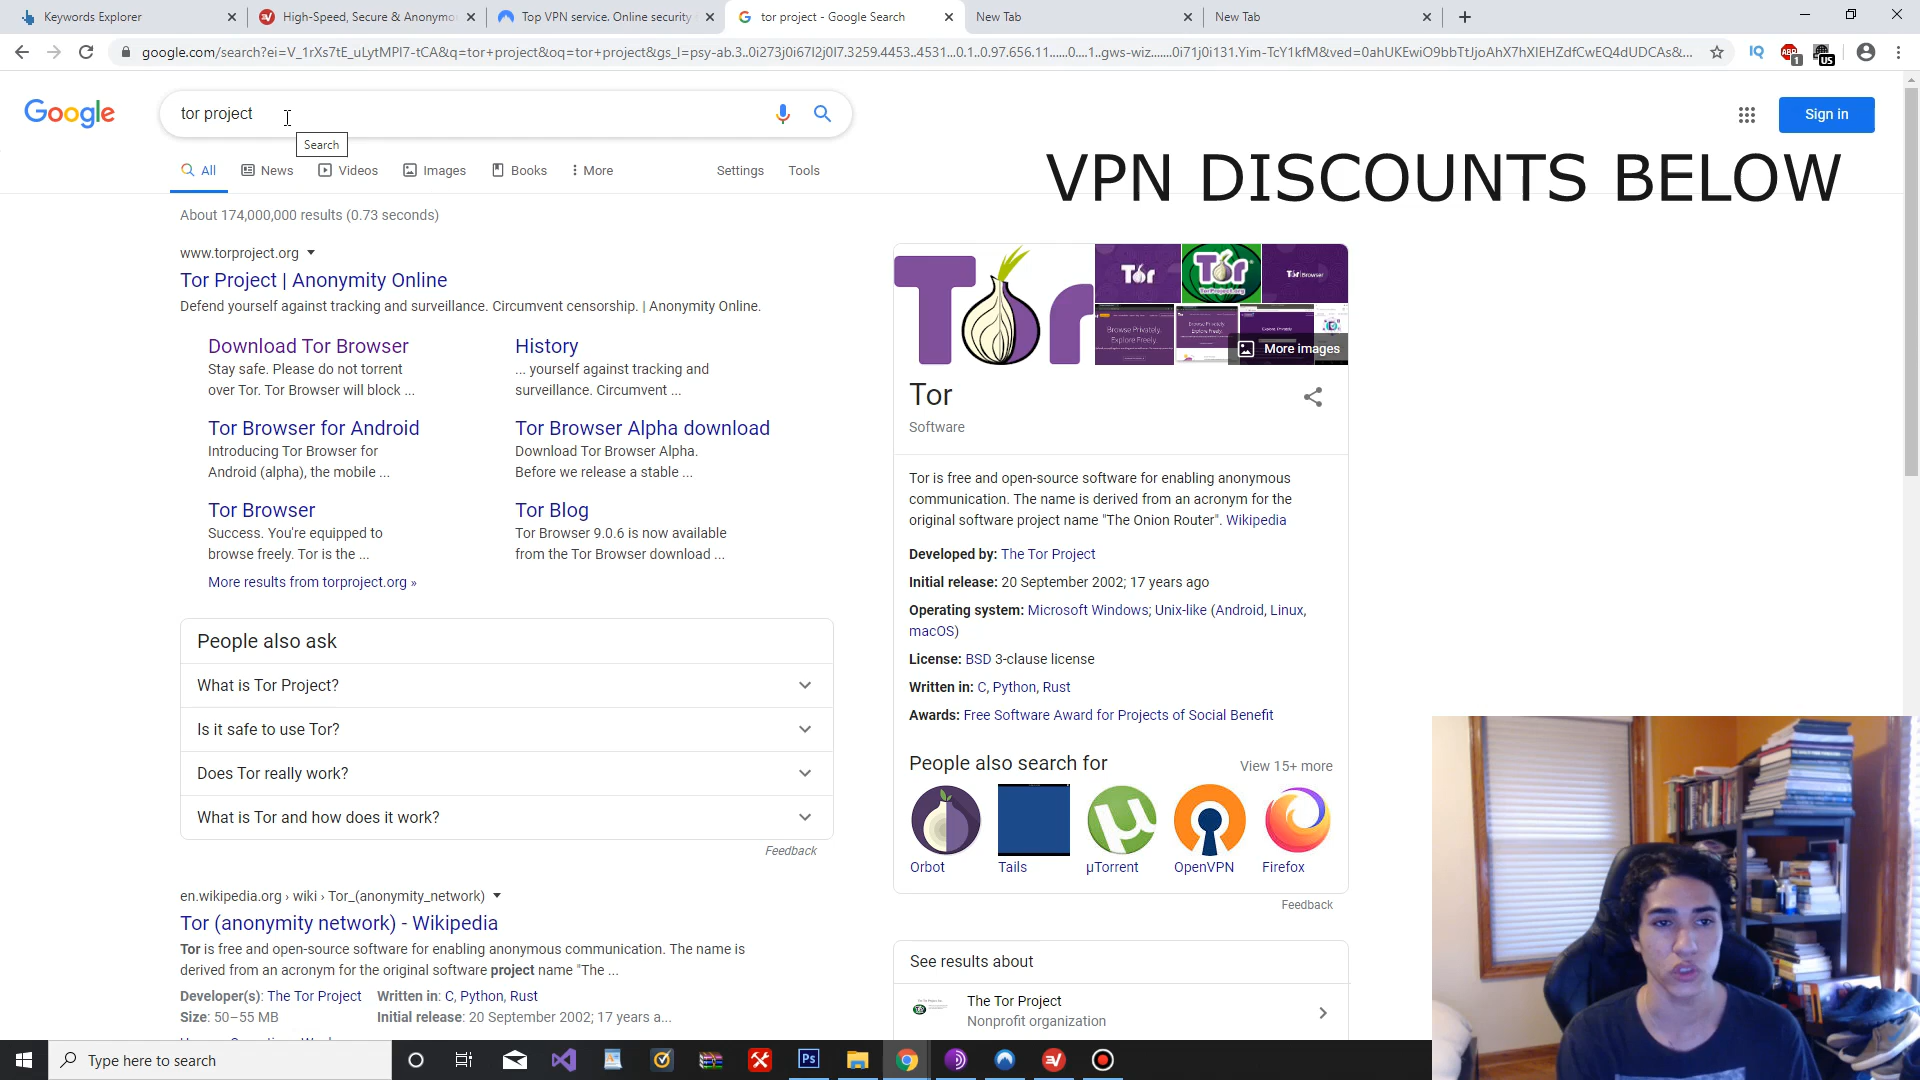 Keywords Explorer
High-Speed, Secure & Anonymo
Top VPN service. Online security
tor project - Google Search
New Tab
New Tab
google.com/search?ei=V_1rXs7tE_uLytMPl7-tCA&q=tor+project&oq=tor+project&gs_l=psy-ab.3..0i273j0i67l2j0l7.3259.4453..4531...0.1..0.97.656.11......0....1..gws-wiz.......0i71j0i131.Yim-TcY1kfM&ved=0ahUKEwiO9bbTtJjoAhX7hXIEHZdfCwEQ4dUDCAs&...
IQ
ABP
1
US
Google
tor project
Search
Sign in
All
News
Videos
Images
Books
More
Settings
Tools
VPN DISCOUNTS BELOW
About 174,000,000 results (0.73 seconds)
www.torproject.org
Tor Project | Anonymity Online
Defend yourself against tracking and surveillance. Circumvent censorship. | Anonymity Online.
Download Tor Browser
Stay safe. Please do not torrent
over Tor. Tor Browser will block ...
History
... yourself against tracking and
surveillance. Circumvent ...
Tor Browser for Android
Introducing Tor Browser for
Android (alpha), the mobile ...
Tor Browser Alpha download
Download Tor Browser Alpha.
Before we release a stable ...
Tor Browser
Success. You're equipped to
browse freely. Tor is the ...
Tor Blog
Tor Browser 9.0.6 is now available
from the Tor Browser download ...
More results from torproject.org »
People also ask
What is Tor Project?
Is it safe to use Tor?
Does Tor really work?
What is Tor and how does it work?
Feedback
en.wikipedia.org › wiki › Tor_(anonymity_network)
Tor (anonymity network) - Wikipedia
Tor is free and open-source software for enabling anonymous communication. The name is
derived from an acronym for the original software project name "The ...
Developer(s): The Tor Project
Written in: C, Python, Rust
Size: 50–55 MB
Initial release: 20 September 2002; 17 years a...
Tor
Tor
Tor
Tor Browser
Browse Privately.
Explore Freely.
More images
Tor
Software
Tor is free and open-source software for enabling anonymous
communication. The name is derived from an acronym for the
original software project name "The Onion Router". Wikipedia
Developed by: The Tor Project
Initial release: 20 September 2002; 17 years ago
Operating system: Microsoft Windows; Unix-like (Android, Linux,
macOS)
License: BSD 3-clause license
Written in: C, Python, Rust
Awards: Free Software Award for Projects of Social Benefit
People also search for
View 15+ more
Orbot
Tails
µTorrent
OpenVPN
Firefox
Feedback
See results about
The Tor Project
Nonprofit organization
Type here to search
Ps